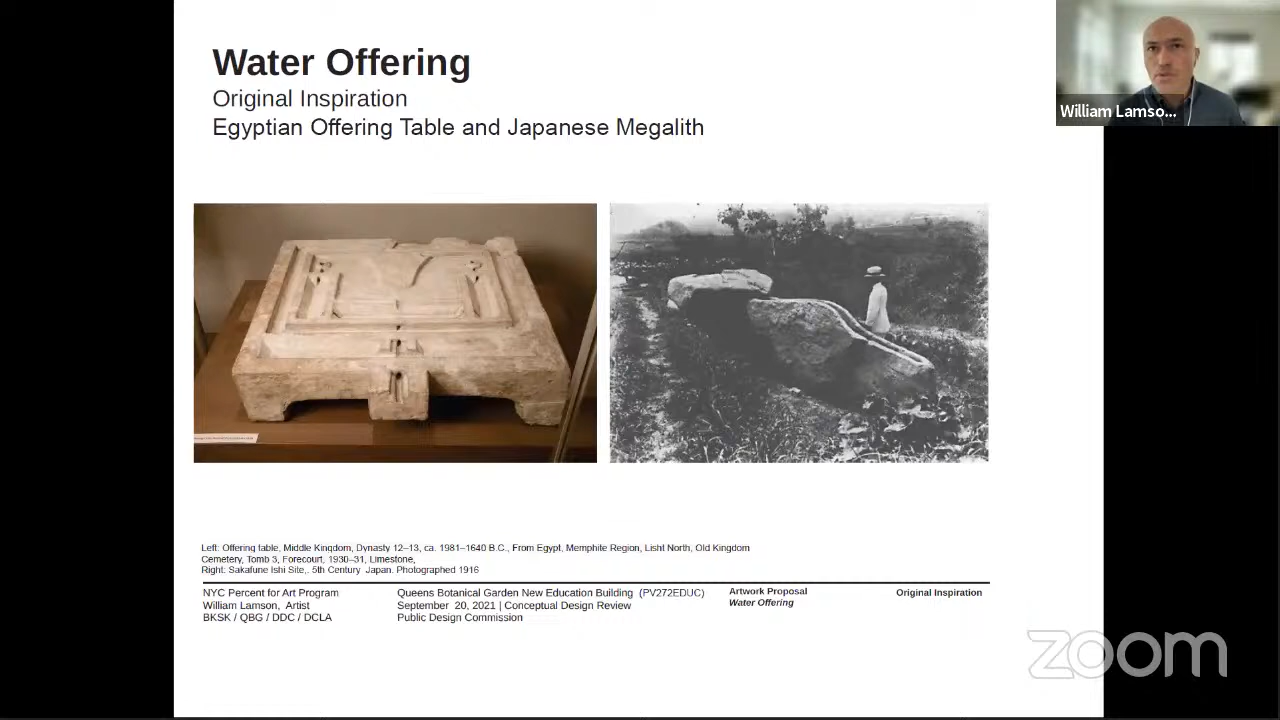 Water Offering
Original Inspiration
Egyptian Offering Table and Japanese Megalith
William Lamso...
Left: Offering table, Middle Kingdom, Dynasty 12–13, ca. 1981–1640 B.C., From Egypt, Memphite Region, Lisht North, Old Kingdom
Cemetery, Tomb 3, Forecourt, 1930–31, Limestone,
Right: Sakafune Ishi Site,. 5th Century Japan. Photographed 1916
NYC Percent for Art Program
William Lamson, Artist
BKSK / QBG / DDC / DCLA
Queens Botanical Garden New Education Building (PV272EDUC)
September 20, 2021 | Conceptual Design Review
Public Design Commission
Artwork Proposal
Water Offering
Original Inspiration
zoom